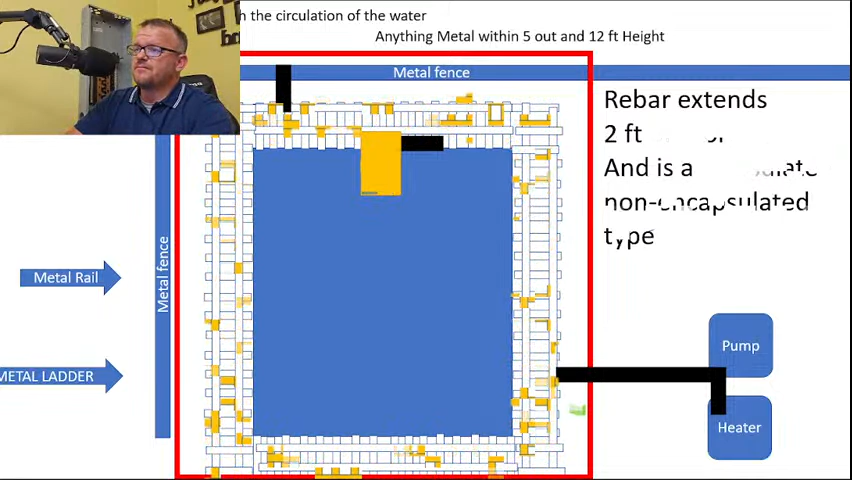 h the circulation of the water
Anything Metal within 5 out and 12 ft Height
Metal fence
Rebar extends
2 ft
And is a
non-encapsulated
type
Metal fence
Metal Rail
METAL LADDER
Pump
Heater